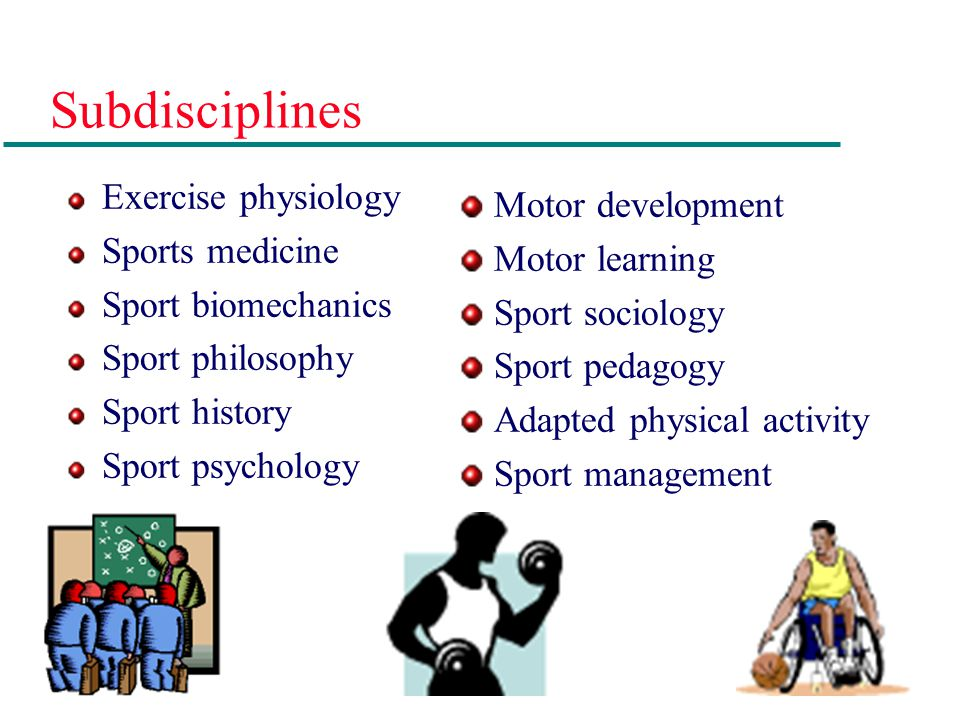 Subdisciplines
Exercise physiology
Sports medicine
Sport biomechanics
Sport philosophy
Sport history
Sport psychology
Motor development
Motor learning
Sport sociology
Sport pedagogy
Adapted physical activity
Sport management